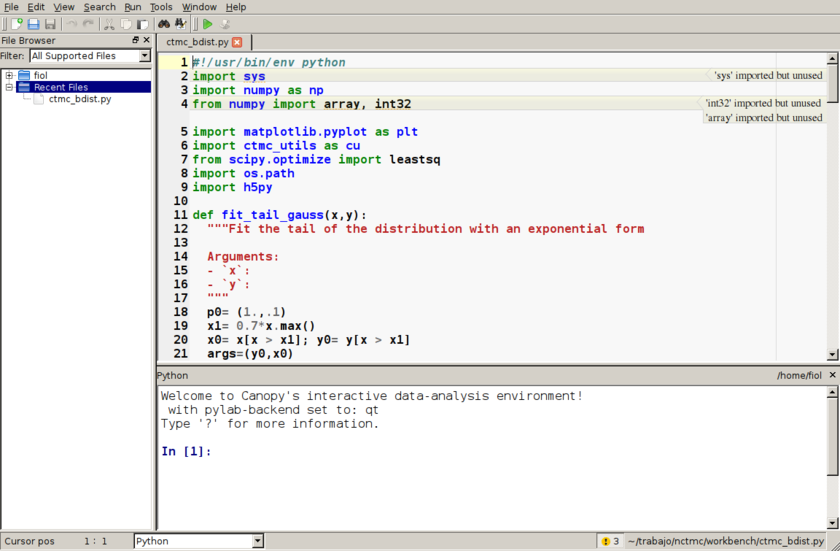 File Edit View Search Run Tools Window Help
File Browser
Filter: All Supported Files
fiol
Recent Files
ctmc_bdist.py
ctmc_bdist.py
1 #!/usr/bin/env python
2 import sys
'sys' imported but unused
3 import numpy as np
4 from numpy import array, int32
'int32' imported but unused
'array' imported but unused
5 import matplotlib.pyplot as plt
6 import ctmc_utils as cu
7 from scipy.optimize import leastsq
8 import os.path
9 import h5py
10
11 def fit_tail_gauss(x,y):
12 """Fit the tail of the distribution with an exponential form
13
14 Arguments:
15 - `x`:
16 - `y`:
17 """
18 p0= (1.,.1)
19 x1= 0.7*x.max()
20 x0= x[x > x1]; y0= y[x > x1]
21 args=(y0,x0)
Python /home/fiol
Welcome to Canopy's interactive data-analysis environment!
with pylab-backend set to: qt
Type '?' for more information.
In [1]:
Cursor pos 1 : 1 Python 3 ~/trabajo/nctmc/workbench/ctmc_bdist.py